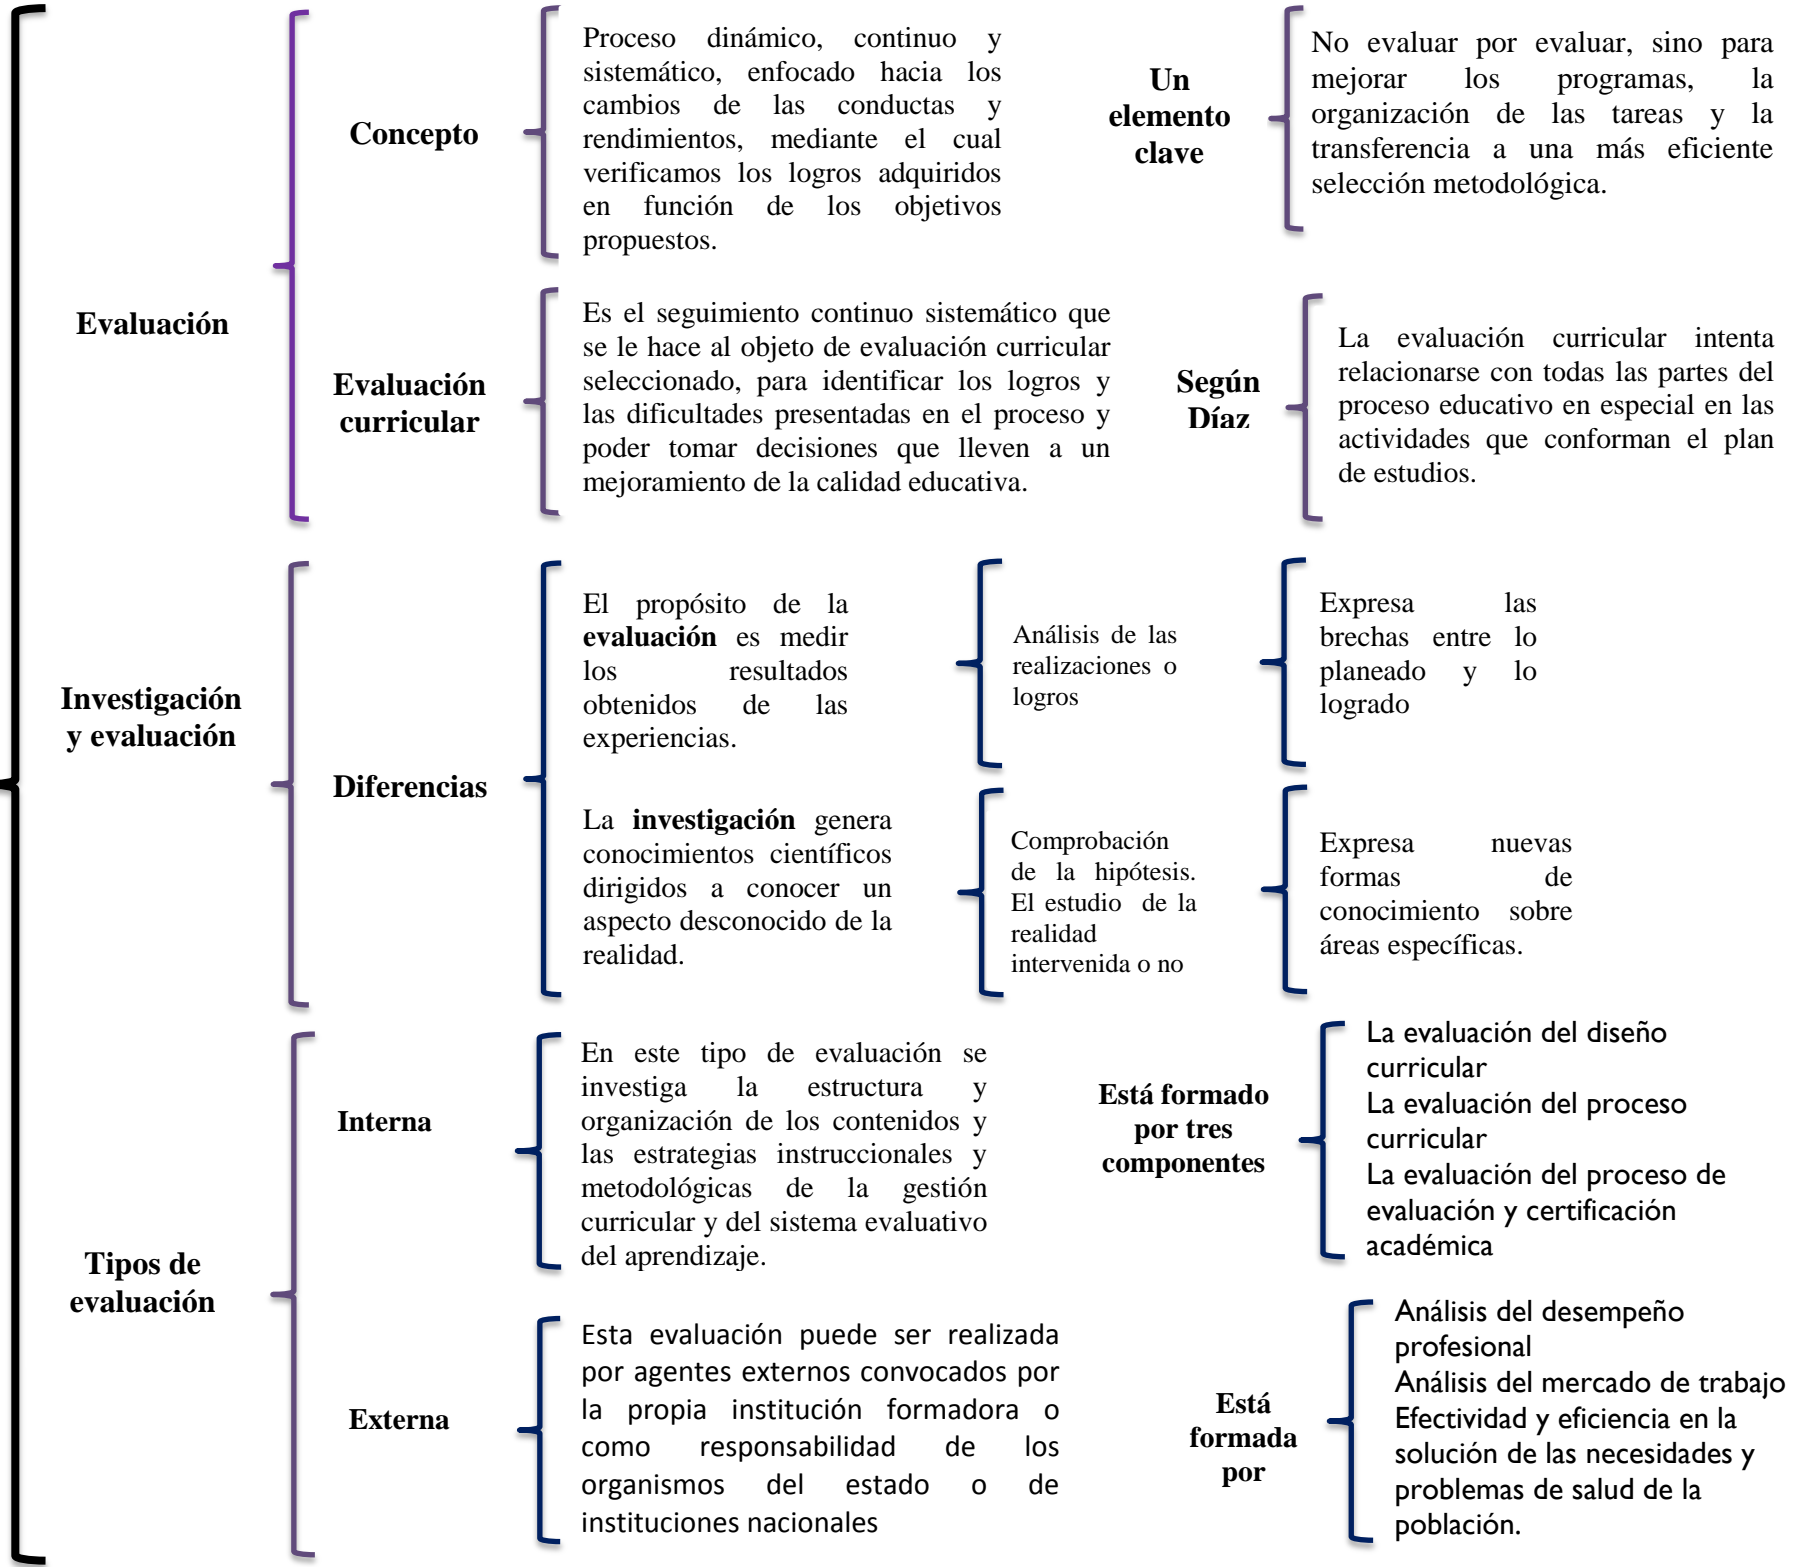 Evaluación
Concepto
Proceso dinámico, continuo y
sistemático, enfocado hacia los
cambios de las conductas y
rendimientos, mediante el cual
verificamos los logros adquiridos
en función de los objetivos
propuestos.
Un
elemento
clave
No evaluar por evaluar, sino para
mejorar los programas, la
organización de las tareas y la
transferencia a una más eficiente
selección metodológica.
Evaluación
curricular
Es el seguimiento continuo sistemático que
se le hace al objeto de evaluación curricular
seleccionado, para identificar los logros y
las dificultades presentadas en el proceso y
poder tomar decisiones que lleven a un
mejoramiento de la calidad educativa.
Según
Díaz
La evaluación curricular intenta
relacionarse con todas las partes del
proceso educativo en especial en las
actividades que conforman el plan
de estudios.
Investigación
y evaluación
Diferencias
El propósito de la
evaluación es medir
los resultados
obtenidos de las
experiencias.
Análisis de las
realizaciones o
logros
Expresa las
brechas entre lo
planeado y lo
logrado
La investigación genera
conocimientos científicos
dirigidos a conocer un
aspecto desconocido de la
realidad.
Comprobación
de la hipótesis.
El estudio de la
realidad
intervenida o no
Expresa nuevas
formas de
conocimiento sobre
áreas específicas.
Tipos de
evaluación
Interna
En este tipo de evaluación se
investiga la estructura y
organización de los contenidos y
las estrategias instruccionales y
metodológicas de la gestión
curricular y del sistema evaluativo
del aprendizaje.
Está formado
por tres
componentes
La evaluación del diseño
curricular
La evaluación del proceso
curricular
La evaluación del proceso de
evaluación y certificación
académica
Externa
Esta evaluación puede ser realizada
por agentes externos convocados por
la propia institución formadora o
como responsabilidad de los
organismos del estado o de
instituciones nacionales
Está
formada
por
Análisis del desempeño
profesional
Análisis del mercado de trabajo
Efectividad y eficiencia en la
solución de las necesidades y
problemas de salud de la
población.